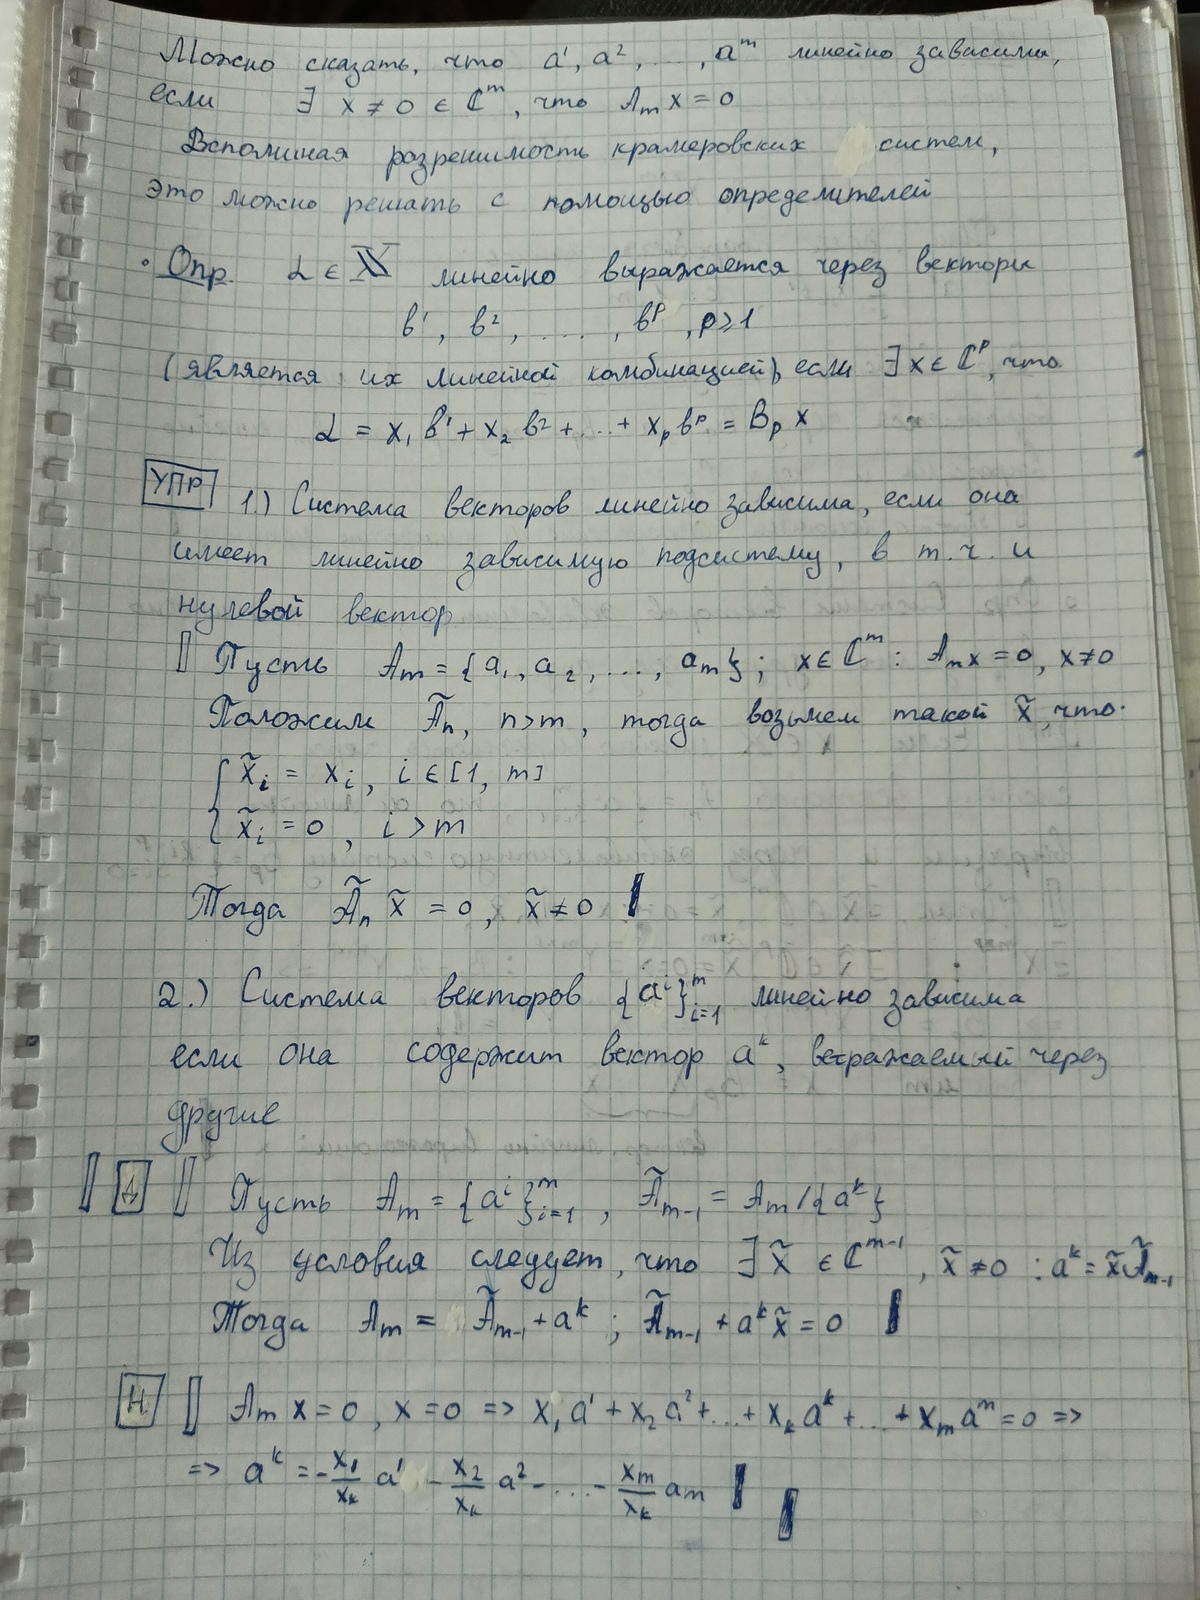 Можно сказать, что a¹, a², ..., aᵐ линейно зависимы,
если ∃ x ≠ 0 ∈ ℂᵐ, что 𝒜ₘ x = 0
Вспоминая разрешимость крамеровских систем,
это можно решать с помощью определителей
• Опр. 𝓛 ∈ 𝕏 линейно выражается через векторы
b¹, b², ...., bᵖ, p≥1
(является их линейной комбинацией), если ∃ x ∈ ℂᵖ, что
𝓛 = x₁b¹ + x₂b² + ... + xₚbᵖ = Bₚ x
УПР 1.) Система векторов линейно зависима, если она
имеет линейно зависимую подсистему, в т.ч. и
нулевой вектор
[] Пусть 𝒜ₘ = {a₁, a₂, ..., aₘ}; x ∈ ℂᵐ : 𝒜ₘx = 0, x≠0
Положим Ãₙ, n>m, тогда возьмем такой x̃, что:
{ x̃ᵢ = xᵢ, i ∈ [1, m]
{ x̃ᵢ = 0, i > m
Тогда Ãₙ x̃ = 0, x̃ ≠ 0
2.) Система векторов {aⁱ}ᵢ₌₁ᵐ линейно зависима
если она содержит вектор aᵏ, выражаемый через
другие
[] Д [] Пусть 𝒜ₘ = {aⁱ}ᵢ₌₁ᵐ, Ãₘ₋₁ = 𝒜ₘ/{aᵏ}
Из условия следует, что ∃ x̃ ∈ ℂᵐ⁻¹, x̃ ≠ 0 : aᵏ = x̃Ãₘ₋₁
Тогда 𝒜ₘ = Ãₘ₋₁ + aᵏ ; Ãₘ₋₁ + aᵏx̃ = 0
Н [] 𝒜ₘ x = 0, x = 0 => x₁a¹ + x₂a² + ... + xₖaᵏ + ... + xₘaᵐ = 0 =>
=> aᵏ = -x₁/xₖ a¹ - x₂/xₖ a² - ... - xₘ/xₖ aₘ